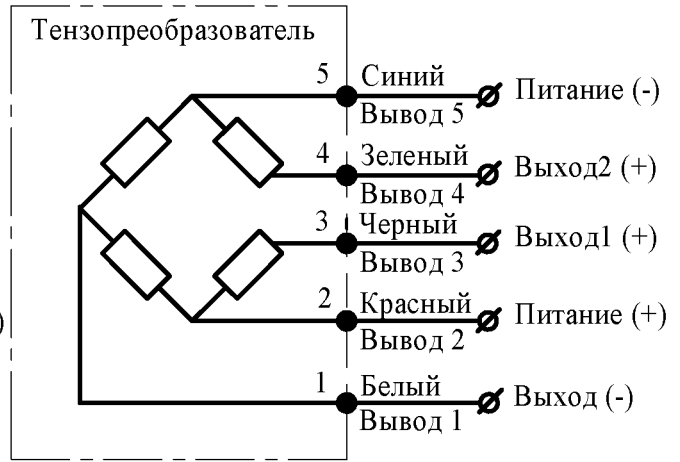 Тензопреобразователь
5 Синий
Питание (-)
Вывод 5
4 Зеленый
Выход2 (+)
Вывод 4
3 Черный
Выход1 (+)
Вывод 3
2 Красный
Питание (+)
)
Вывод 2
1 Белый
Выход (-)
Вывод 1